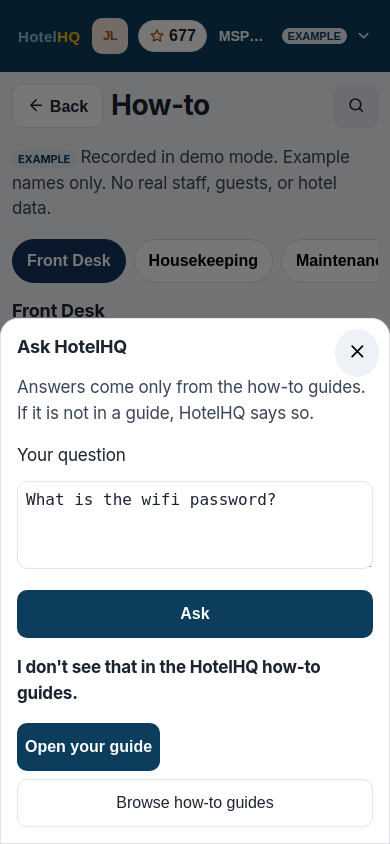 HotelHQ
JL
677
MSP...
EXAMPLE
Back
How-to
EXAMPLE Recorded in demo mode. Example
names only. No real staff, guests, or hotel
data.
Front Desk
Housekeeping
Maintenanc
Front Desk
Ask HotelHQ
Answers come only from the how-to guides.
If it is not in a guide, HotelHQ says so.
Your question
What is the wifi password?
Ask
I don't see that in the HotelHQ how-to
guides.
Open your guide
Browse how-to guides